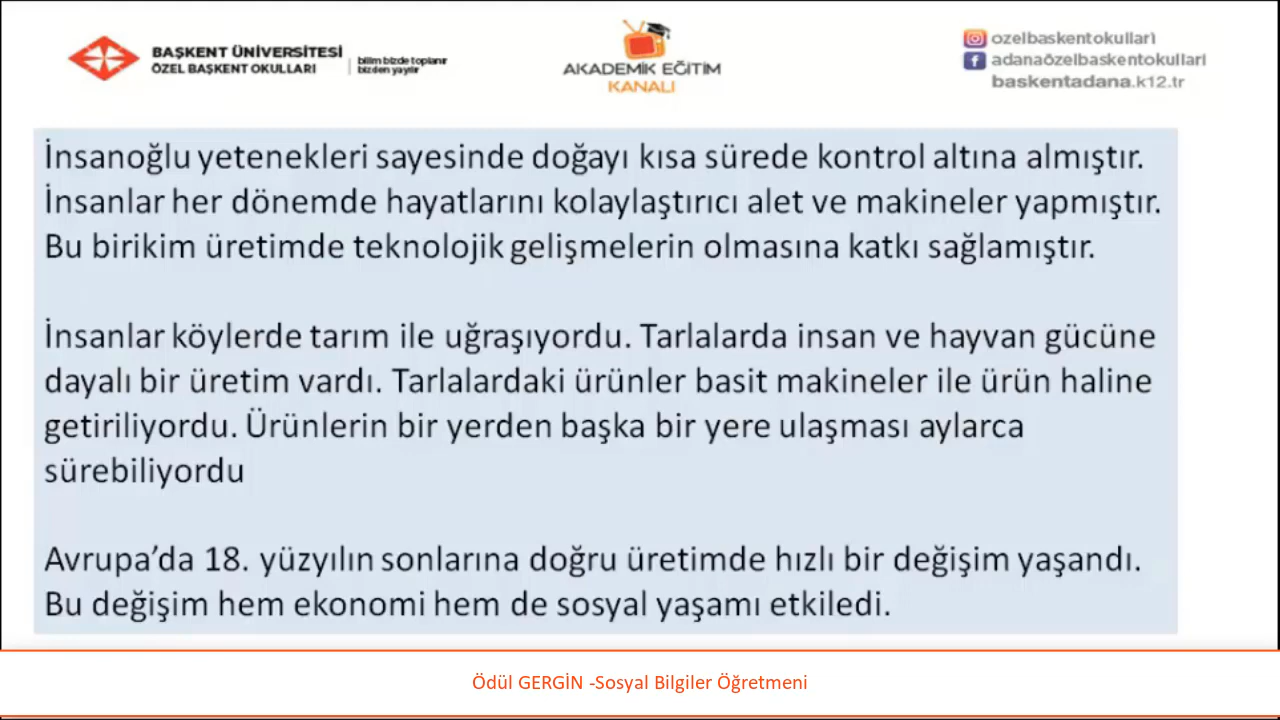 BAŞKENT ÜNİVERSİTESİ
ÖZEL BAŞKENT OKULLARI
bilim bizde toplanır
bizden yayılır
AKADEMİK EĞİTİM
KANALI
ozelbaskentokullari
adanaözelbaskentokullari
baskentadana.k12.tr
İnsanoğlu yetenekleri sayesinde doğayı kısa sürede kontrol altına almıştır.
İnsanlar her dönemde hayatlarını kolaylaştırıcı alet ve makineler yapmıştır.
Bu birikim üretimde teknolojik gelişmelerin olmasına katkı sağlamıştır.
İnsanlar köylerde tarım ile uğraşıyordu. Tarlalarda insan ve hayvan gücüne
dayalı bir üretim vardı. Tarlalardaki ürünler basit makineler ile ürün haline
getiriliyordu. Ürünlerin bir yerden başka bir yere ulaşması aylarca
sürebiliyordu
Avrupa’da 18. yüzyılın sonlarına doğru üretimde hızlı bir değişim yaşandı.
Bu değişim hem ekonomi hem de sosyal yaşamı etkiledi.
Ödül GERGİN -Sosyal Bilgiler Öğretmeni